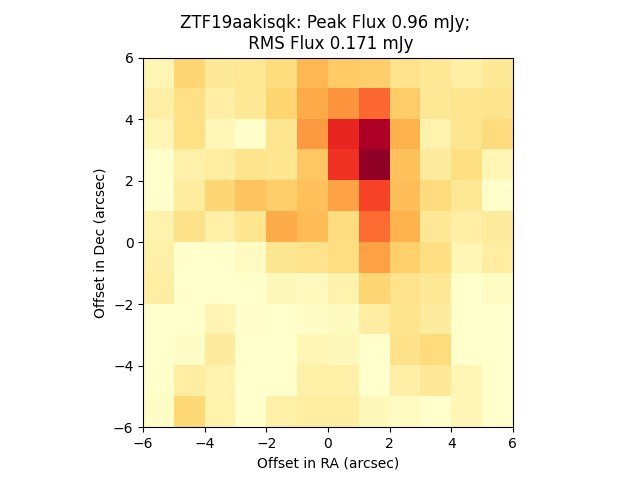 ZTF19aakisqk: Peak Flux 0.96 mJy;
RMS Flux 0.171 mJy
6
4
2
0
−2
−4
−6
Offset in Dec (arcsec)
−6 −4 −2 0 2 4 6
Offset in RA (arcsec)